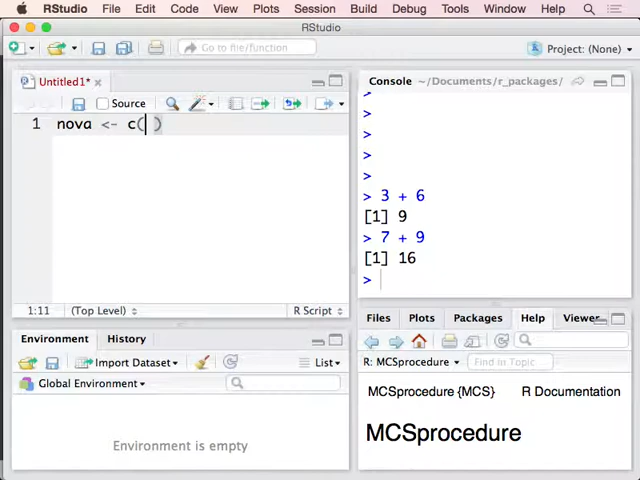 RStudio File Edit Code View Plots Session Build Debug Tools Window Help
RStudio
Go to file/function Project: (None)
Untitled1*
Source
1 nova <- c( )
1:11 (Top Level) R Script
Console ~/Documents/r_packages/
>
>
>
>
>
> 3 + 6
[1] 9
> 7 + 9
[1] 16
>
Environment History
Import Dataset List
Global Environment
Environment is empty
Files Plots Packages Help Viewer
R: MCSprocedure Find in Topic
MCSprocedure {MCS} R Documentation
MCSprocedure